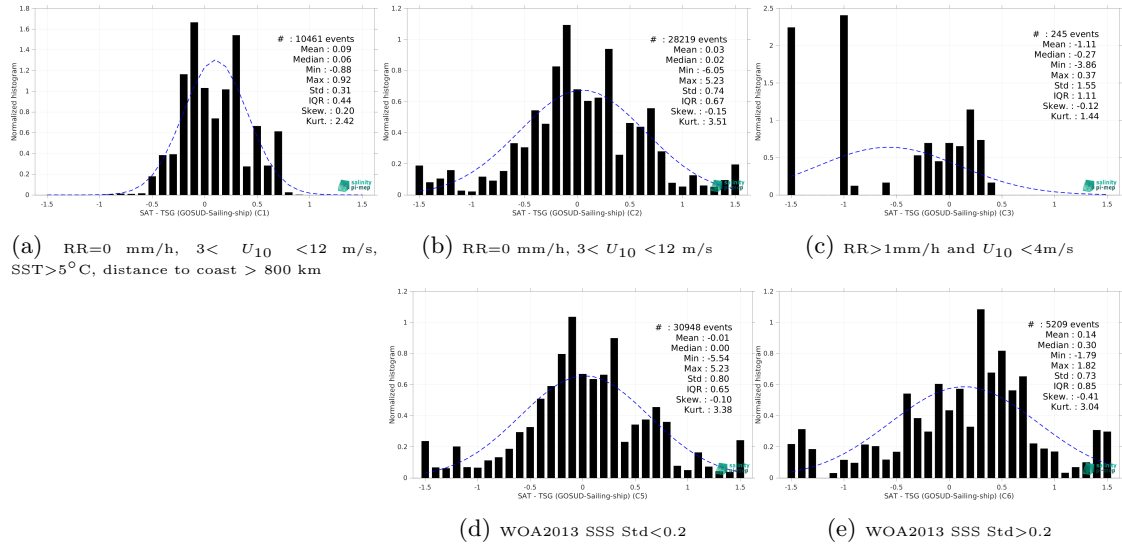 1.8
1.6
1.4
1.2
1
0.8
0.6
0.4
0.2
0
Normalized histogram
# : 10461 events
Mean : 0.09
Median : 0.06
Min : -0.88
Max : 0.92
Std : 0.31
IQR : 0.44
Skew. : 0.20
Kurt. : 2.42
salinity
pi-mep
-1.5 -1 -0.5 0 0.5 1 1.5
SAT - TSG (GOSUD-Sailing-ship) (C1)
(a) RR=0 mm/h, 3< U10 <12 m/s,
SST>5°C, distance to coast > 800 km
1.2
1
0.8
0.6
0.4
0.2
0
Normalized histogram
# : 28219 events
Mean : 0.03
Median : 0.02
Min : -6.05
Max : 5.23
Std : 0.74
IQR : 0.67
Skew. : -0.15
Kurt. : 3.51
salinity
pi-mep
-1.5 -1 -0.5 0 0.5 1 1.5
SAT - TSG (GOSUD-Sailing-ship) (C2)
(b) RR=0 mm/h, 3< U10 <12 m/s
2.5
2
1.5
1
0.5
0
Normalized histogram
# : 245 events
Mean : -1.11
Median : -0.27
Min : -3.86
Max : 0.37
Std : 1.55
IQR : 1.11
Skew. : -0.12
Kurt. : 1.44
salinity
pi-mep
-1.5 -1 -0.5 0 0.5 1 1.5
SAT - TSG (GOSUD-Sailing-ship) (C3)
(c) RR>1mm/h and U10 <4m/s
1.2
1
0.8
0.6
0.4
0.2
0
Normalized histogram
# : 30948 events
Mean : -0.01
Median : 0.00
Min : -5.54
Max : 5.23
Std : 0.80
IQR : 0.65
Skew. : -0.10
Kurt. : 3.38
salinity
pi-mep
-1.5 -1 -0.5 0 0.5 1 1.5
SAT - TSG (GOSUD-Sailing-ship) (C5)
(d) WOA2013 SSS Std<0.2
1.2
1
0.8
0.6
0.4
0.2
0
Normalized histogram
# : 5209 events
Mean : 0.14
Median : 0.30
Min : -1.79
Max : 1.82
Std : 0.73
IQR : 0.85
Skew. : -0.41
Kurt. : 3.04
salinity
pi-mep
-1.5 -1 -0.5 0 0.5 1 1.5
SAT - TSG (GOSUD-Sailing-ship) (C6)
(e) WOA2013 SSS Std>0.2